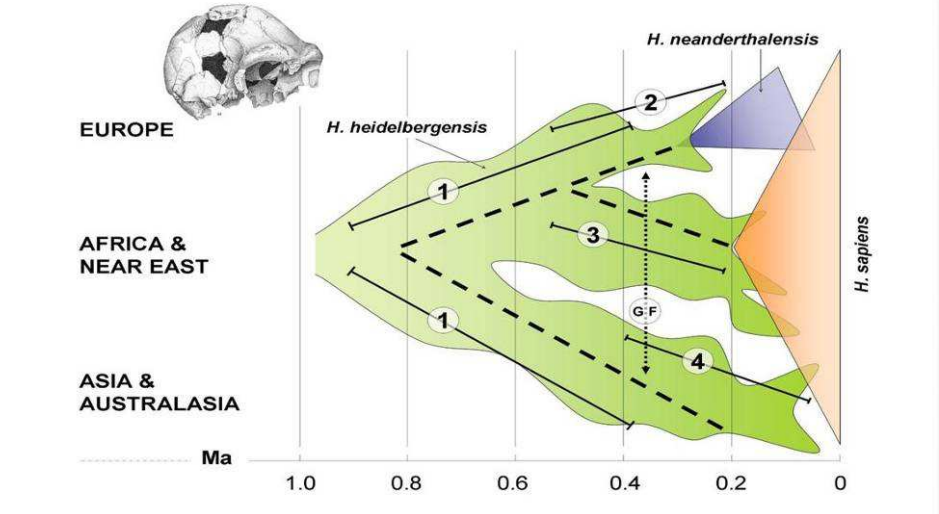 H. neanderthalensis
EUROPE
H. heidelbergensis
2
1
AFRICA &
NEAR EAST
3
H. sapiens
GF
1
4
ASIA &
AUSTRALASIA
Ma
1.0 0.8 0.6 0.4 0.2 0